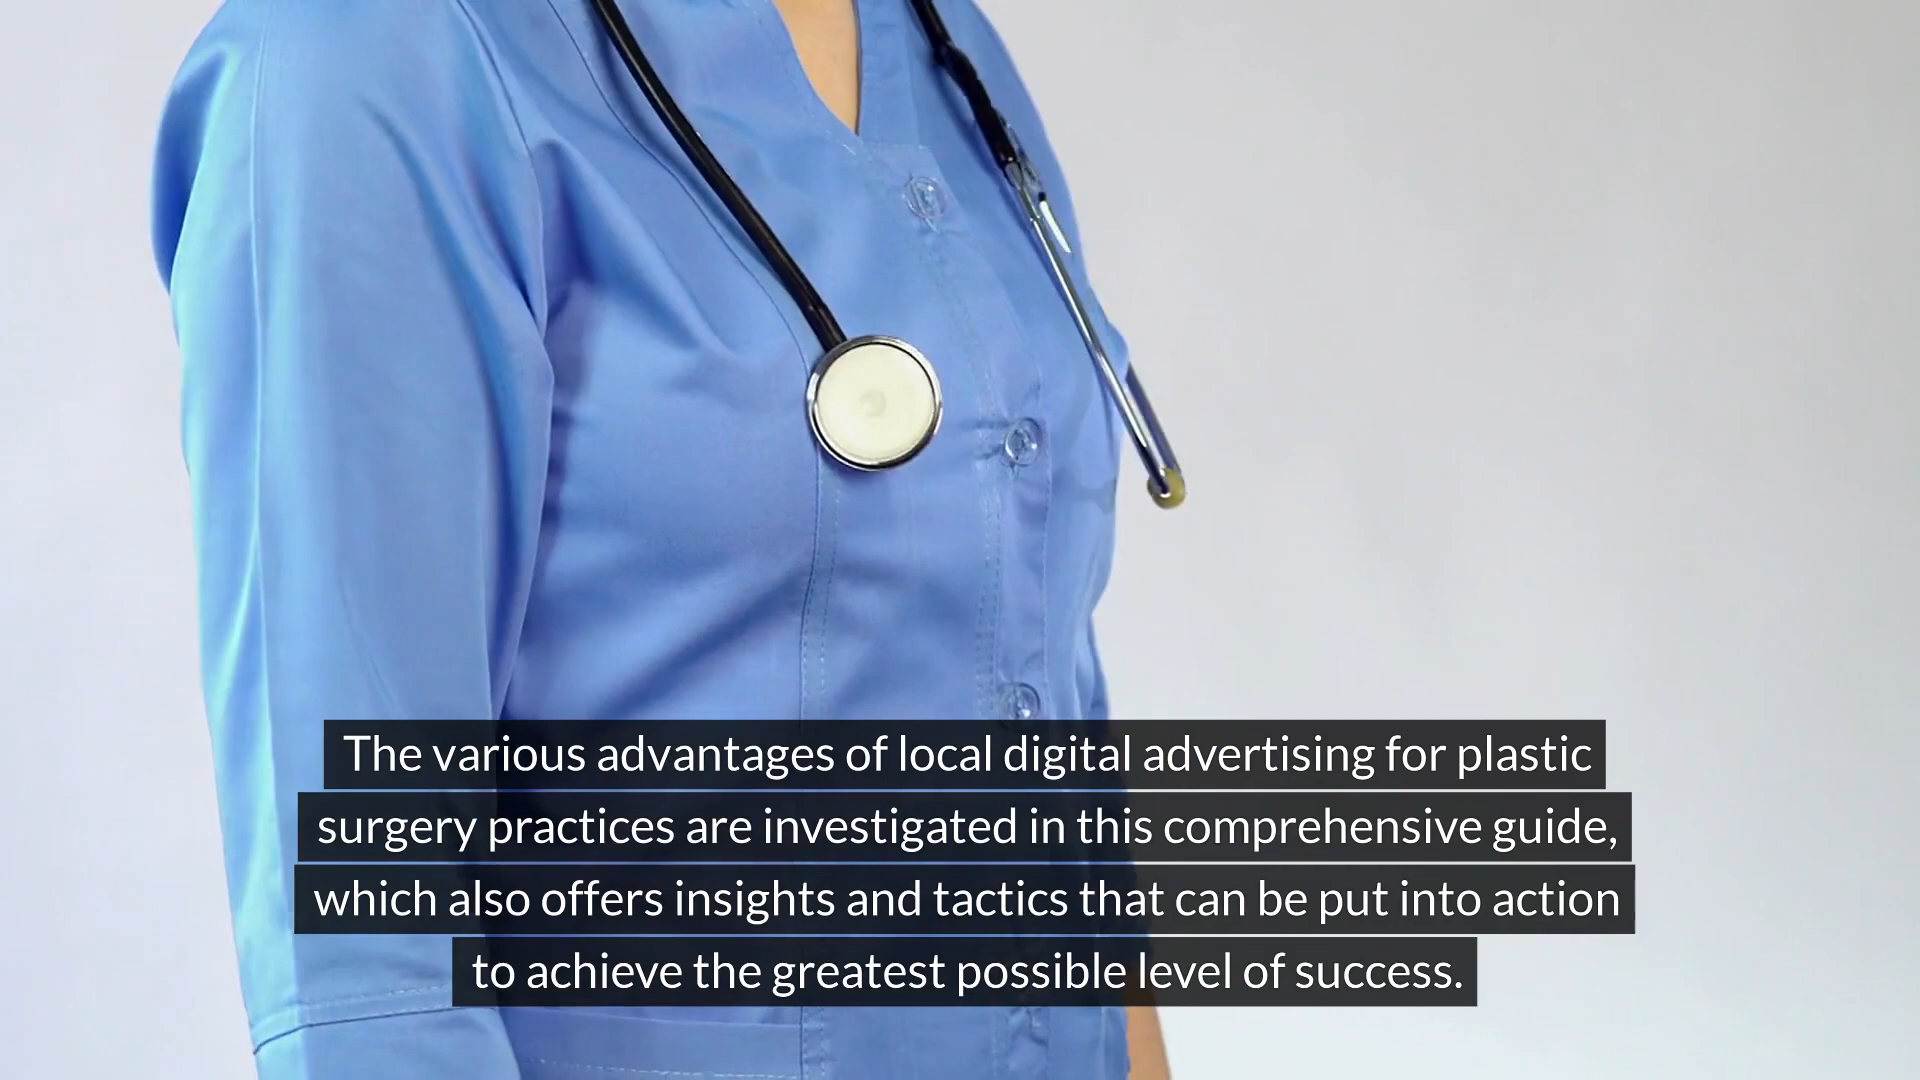 The various advantages of local digital advertising for plastic
surgery practices are investigated in this comprehensive guide,
which also offers insights and tactics that can be put into action
to achieve the greatest possible level of success.